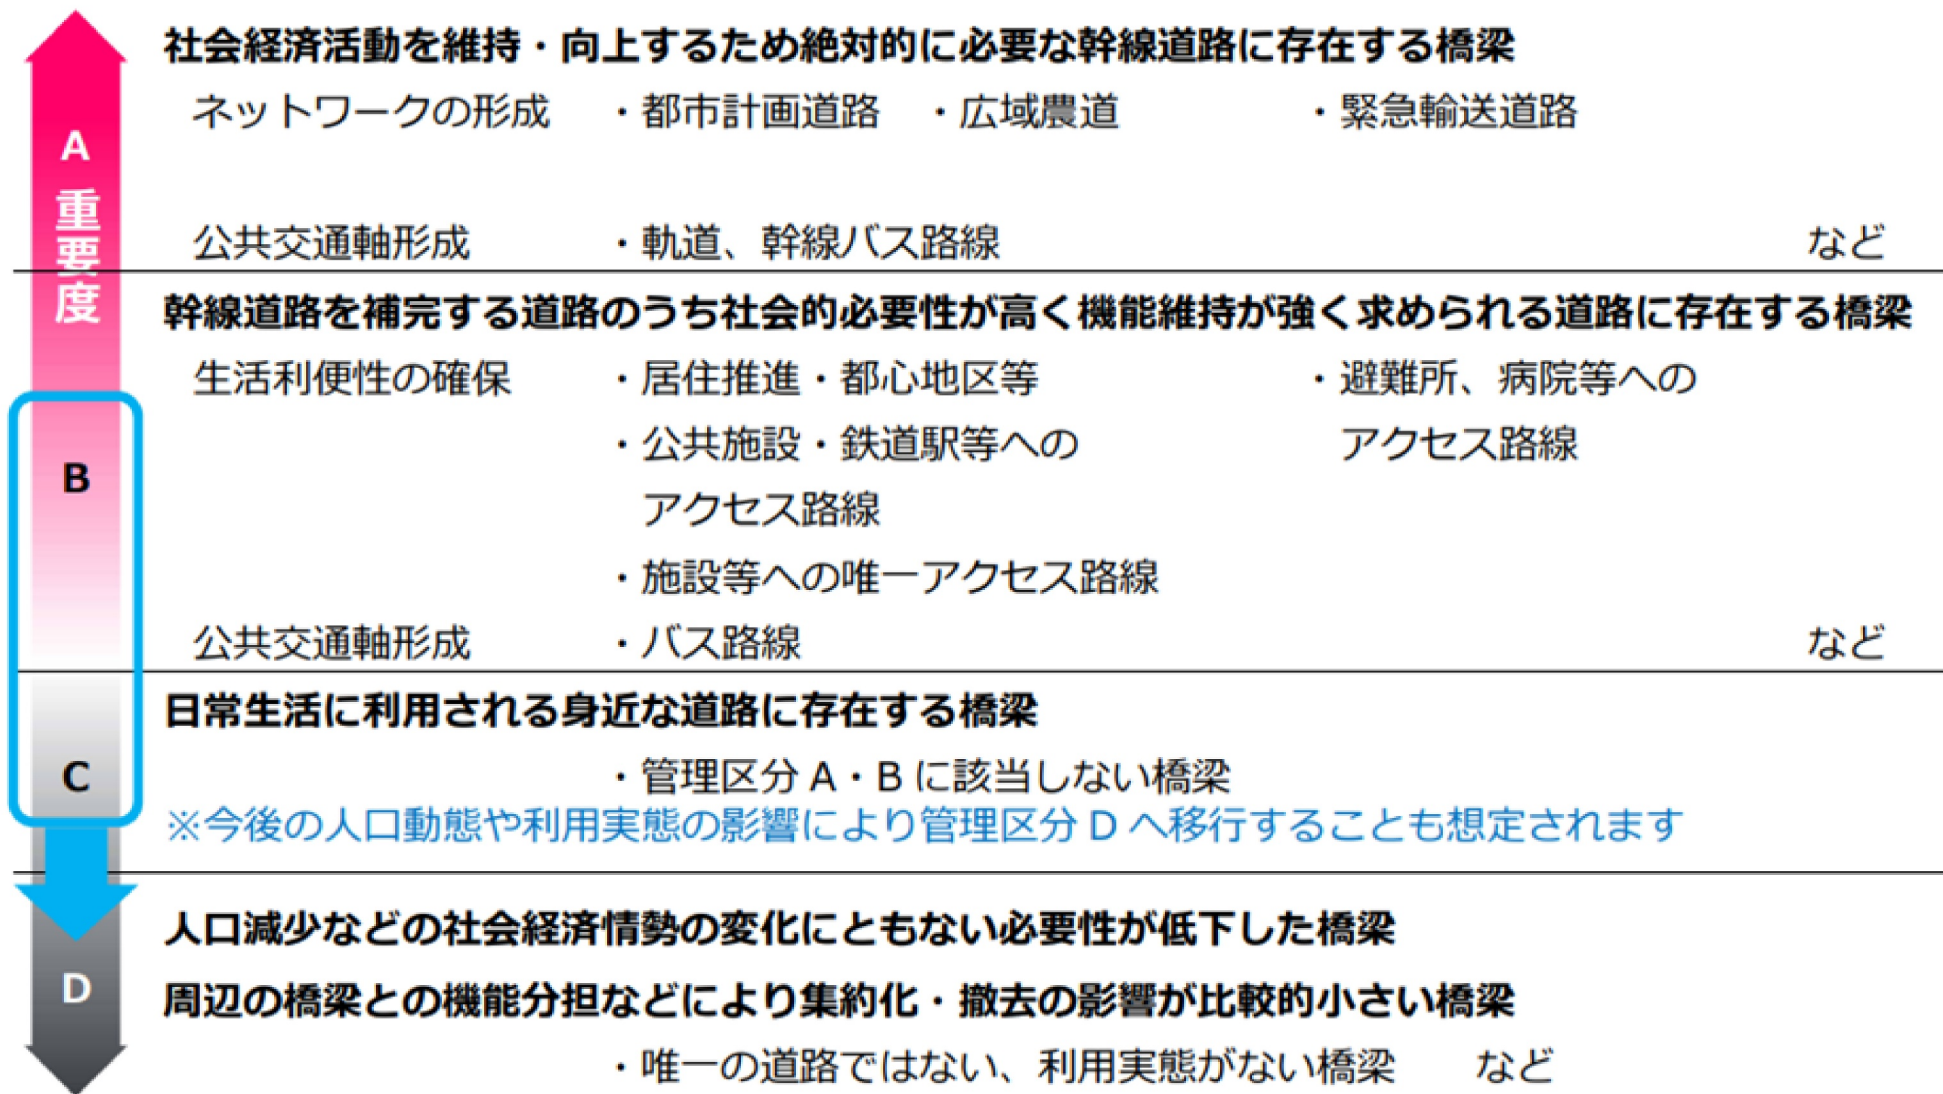 社会経済活動を維持・向上するため絶対的に必要な幹線道路に存在する橋梁
ネットワークの形成 ・都市計画道路 ・広域農道 ・緊急輸送道路
A
重要度
公共交通軸形成 ・軌道、幹線バス路線 など
幹線道路を補完する道路のうち社会的必要性が高く機能維持が強く求められる道路に存在する橋梁
生活利便性の確保 ・居住推進・都心地区等 ・避難所、病院等への
・公共施設・鉄道駅等への アクセス路線
B
アクセス路線
・施設等への唯一アクセス路線
公共交通軸形成 ・バス路線 など
日常生活に利用される身近な道路に存在する橋梁
C
・管理区分 A・B に該当しない橋梁
※今後の人口動態や利用実態の影響により管理区分 D へ移行することも想定されます
人口減少などの社会経済情勢の変化にともない必要性が低下した橋梁
D
周辺の橋梁との機能分担などにより集約化・撤去の影響が比較的小さい橋梁
・唯一の道路ではない、利用実態がない橋梁 など